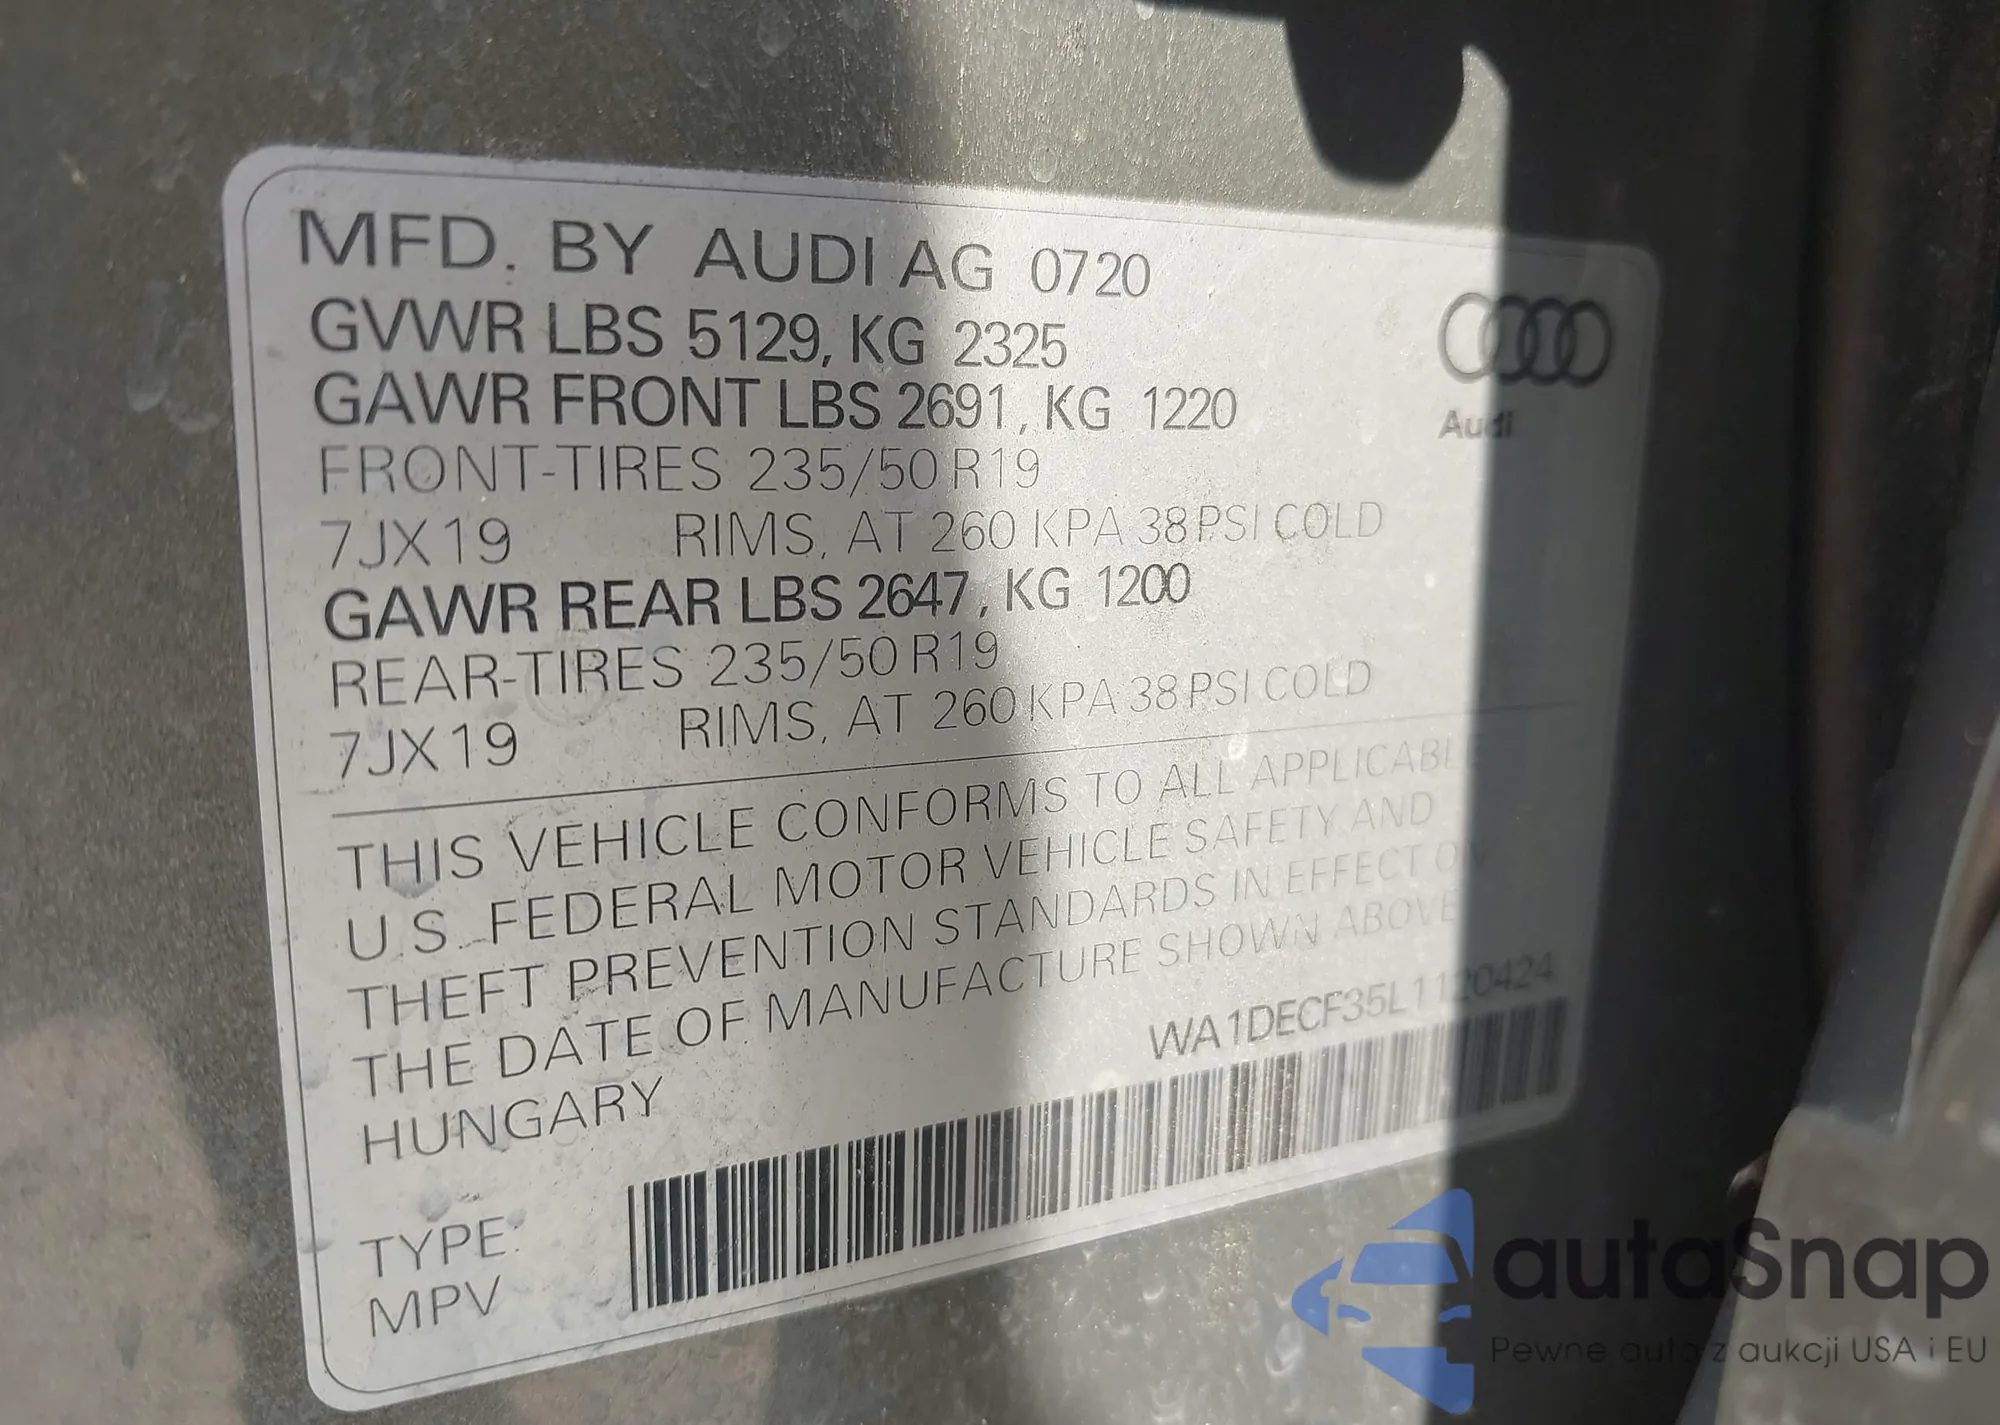 MFD. BY AUDI AG 0720
GVWR LBS 5129, KG 2325
GAWR FRONT LBS 2691, KG 1220
FRONT-TIRES 235/50 R19
7JX19 RIMS, AT 260 KPA 38 PSI COLD
GAWR REAR LBS 2647, KG 1200
REAR-TIRES 235/50 R19
7JX19 RIMS, AT 260 KPA 38 PSI COLD
Audi
THIS VEHICLE CONFORMS TO ALL APPLICABLE
U.S. FEDERAL MOTOR VEHICLE SAFETY AND
THEFT PREVENTION STANDARDS IN EFFECT ON
THE DATE OF MANUFACTURE SHOWN ABOVE
HUNGARY
WA1DECF35L1120424
TYPE:
MPV
autaSnap
Pewne auta z aukcji USA i EU